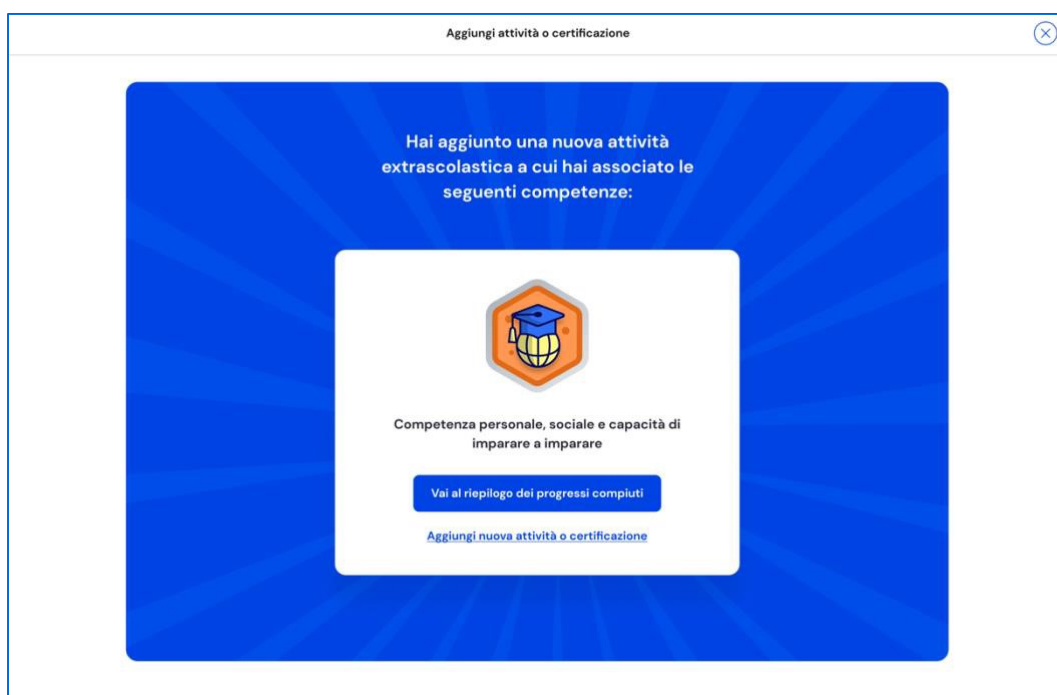 Aggiungi attività o certificazione
Hai aggiunto una nuova attività
extrascolastica a cui hai associato le
seguenti competenze:
Competenza personale, sociale e capacità di
imparare a imparare
Vai al riepilogo dei progressi compiuti
Aggiungi nuova attività o certificazione